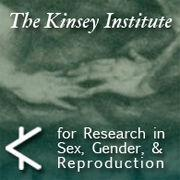 The Kinsey Institute
for Research in
Sex, Gender, &
Reproduction